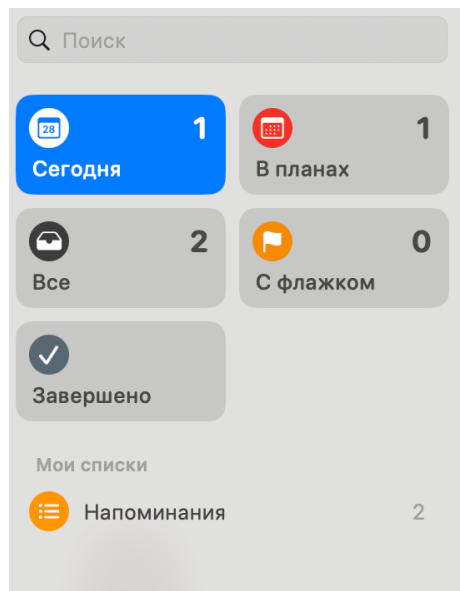 Поиск
28 1
Сегодня
1
В планах
2
Все
0
С флажком
Завершено
Мои списки
Напоминания 2